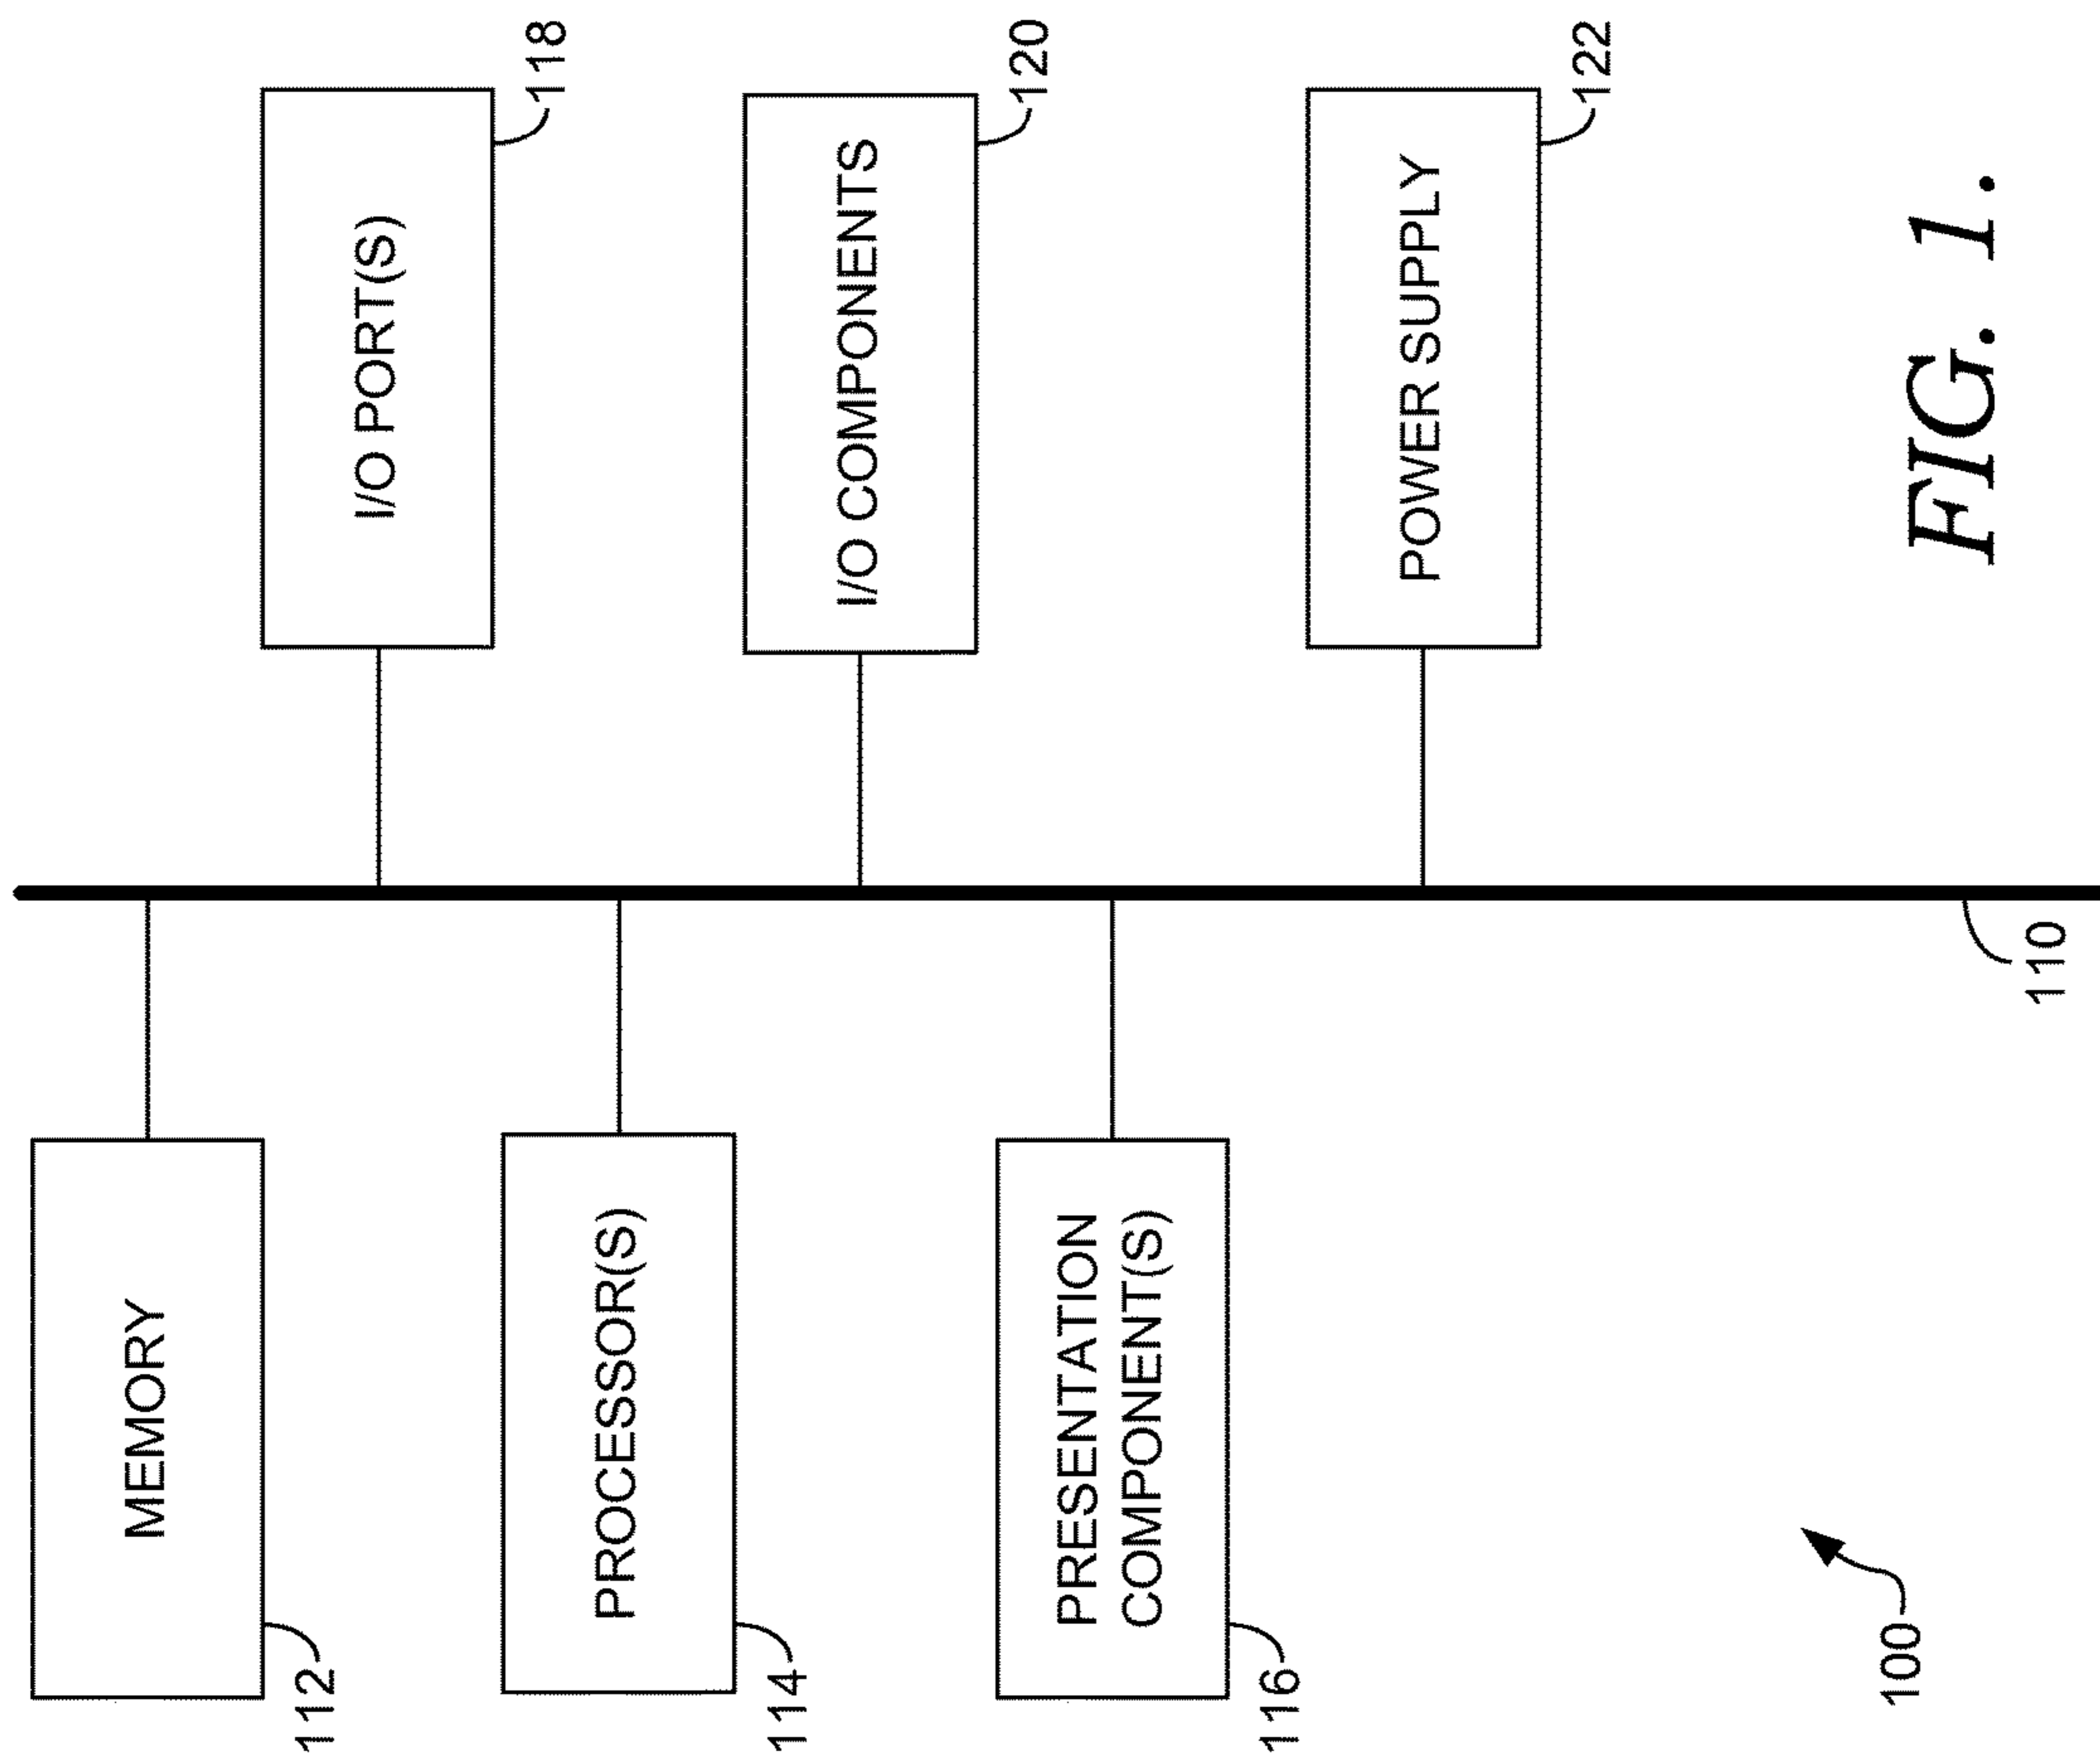 MEMORY
112
PROCESSOR(S)
114
PRESENTATION
COMPONENT(S)
116
100
I/O PORT(S)
118
I/O COMPONENTS
120
POWER SUPPLY
122
110
FIG. 1.